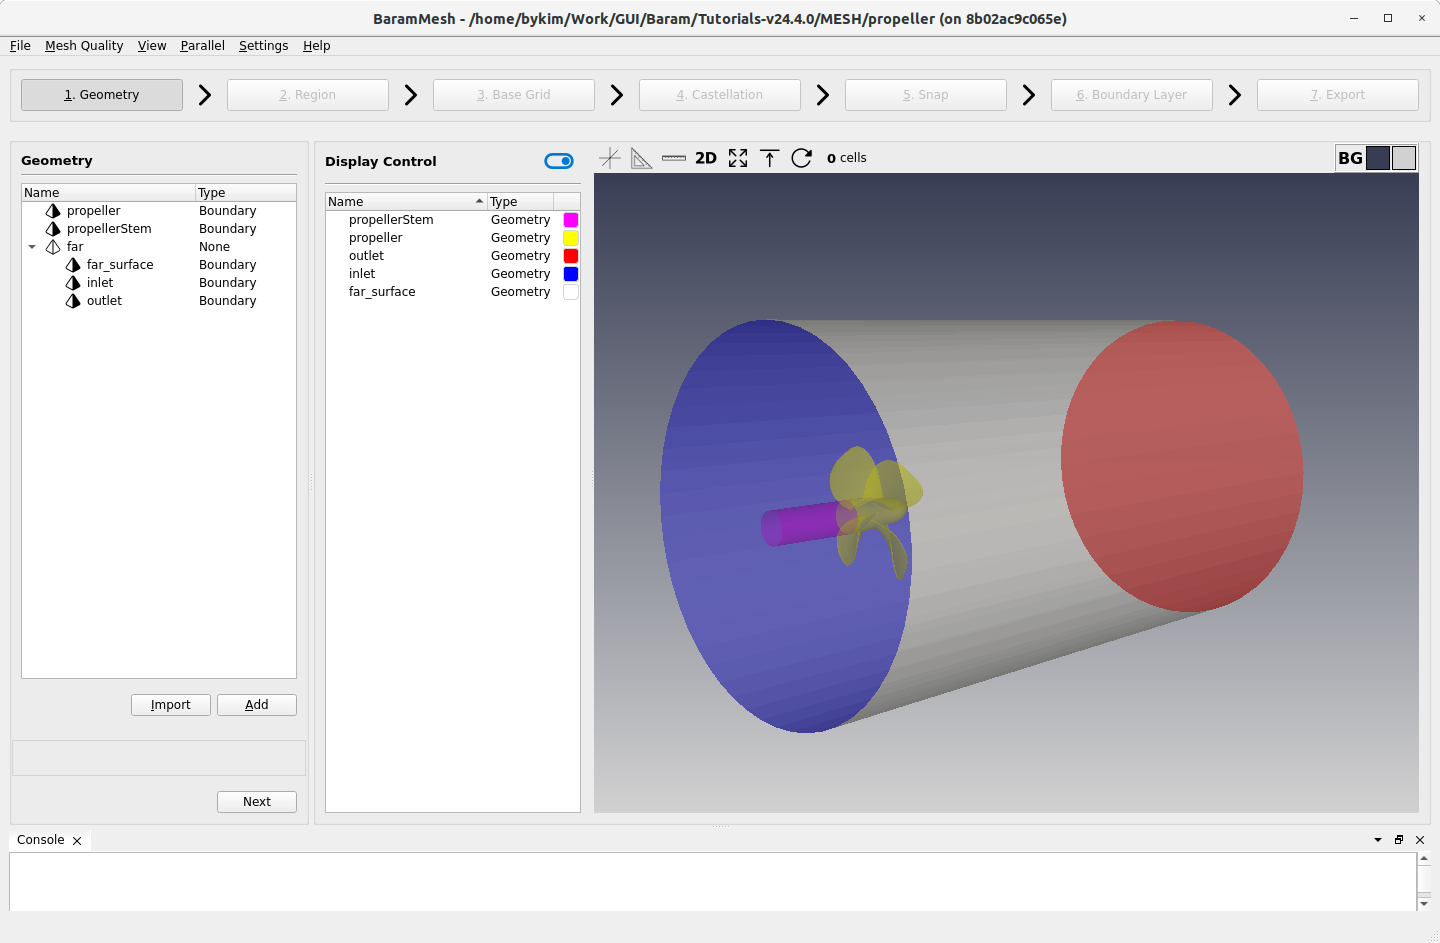 BaramMesh - /home/bykim/Work/GUI/Baram/Tutorials-v24.4.0/MESH/propeller (on 8b02ac9c065e)
File Mesh Quality View Parallel Settings Help
1. Geometry 2. Region 3. Base Grid 4. Castellation 5. Snap 6. Boundary Layer 7. Export
Geometry
Name Type
propeller Boundary
propellerStem Boundary
far None
far_surface Boundary
inlet Boundary
outlet Boundary
Import Add
Next
Display Control
Name Type
propellerStem Geometry
propeller Geometry
outlet Geometry
inlet Geometry
far_surface Geometry
2D 0 cells BG
Console